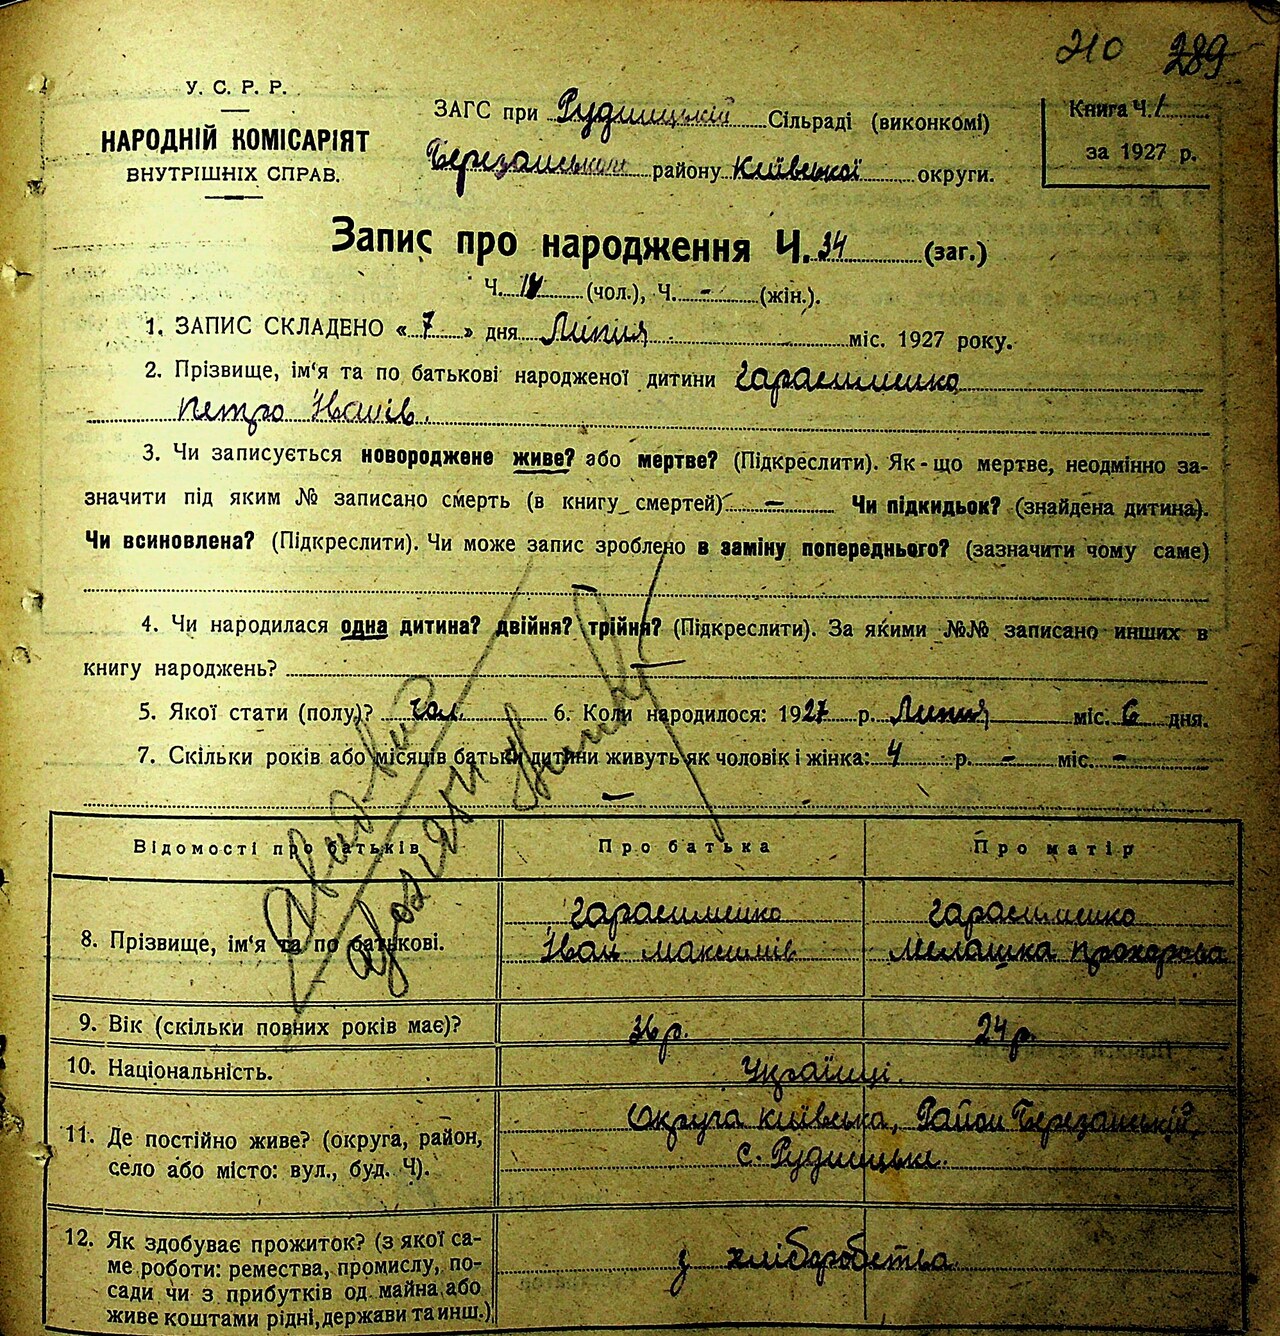 210 289
У. С. Р. Р.
НАРОДНІЙ КОМІСАРІЯТ
ВНУТРІШНІХ СПРАВ.
ЗАГС при Рудницькій Сільраді (виконкомі)
Березанського району Київської округи.
Книга Ч. 1
за 1927 р.
Запис про народження Ч. 34 (заг.)
Ч. (чол.), Ч. - (жін.).
1. ЗАПИС СКЛАДЕНО « 7 » дня Липня міс. 1927 року.
2. Прізвище, ім‘я та по батькові народженої дитини Гарасименко
Петро Іванів.
3. Чи записується новороджене живе? або мертве? (Підкреслити). Як-що мертве, неодмінно за-
значити під яким № записано смерть (в книгу смертей) – Чи підкидьок? (знайдена дитина).
Чи всиновлена? (Підкреслити). Чи може запис зроблено в заміну попереднього? (зазначити чому саме)
–
4. Чи народилася одна дитина? двійня? трійня? (Підкреслити). За якими №№ записано инших в
книгу народжень? –
5. Якої стати (полу)? чол. 6. Коли народилося: 1927 р. Липня міс. 6 дня.
7. Скільки років або місяців батьки дитини живуть як чоловік і жінка: 4 р. – міс. –
–
Відомості про батьків Про батька Про матір
8. Прізвище, ім‘я та по батькові. Гарасименко Іван Максимів Гарасименко Мелашка Прохорова
9. Вік (скільки повних років має)? 36 р. 24 р.
10. Національність. Українці.
11. Де постійно живе? (округа, район, Округа Київська, Район Березанський,
село або місто: вул., буд. Ч). с. Рудницьке.
12. Як здобуває прожиток? (з якої са-
ме роботи: ремества, промислу, по- з хліборобства
сади чи з прибутків од майна або
живе коштами рідні, держави та инш.)